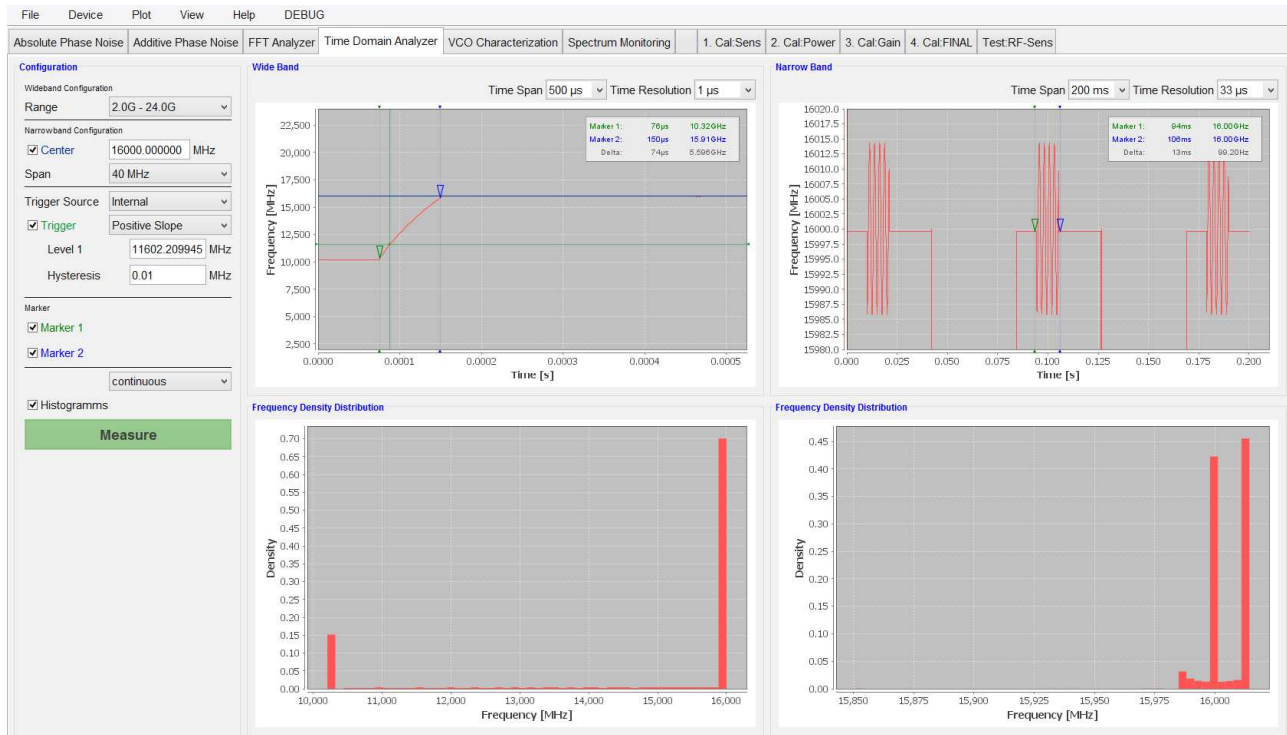 File Device Plot View Help DEBUG
Absolute Phase Noise Additive Phase Noise FFT Analyzer Time Domain Analyzer VCO Characterization Spectrum Monitoring 1. Cal:Sens 2. Cal:Power 3. Cal:Gain 4. Cal:FINAL Test:RF-Sens
Configuration
Wideband Configuration
Range 2.0G - 24.0G
Narrowband Configuration
Center 16000.000000 MHz
Span 40 MHz
Trigger Source Internal
Trigger Positive Slope
Level 1 11602.209945 MHz
Hysteresis 0.01 MHz
Marker
Marker 1
Marker 2
continuous
Histogramms
Measure
Wide Band
Time Span 500 µs Time Resolution 1 µs
Marker 1: 76µs 10.32GHz
Marker 2: 150µs 15.91GHz
Delta: 74µs 5.596GHz
Frequency [MHz]
22,500
20,000
17,500
15,000
12,500
10,000
7,500
5,000
2,500
0.0000 0.0001 0.0002 0.0003 0.0004 0.0005
Time [s]
Narrow Band
Time Span 200 ms Time Resolution 33 µs
Marker 1: 94ms 16.00GHz
Marker 2: 106ms 16.00GHz
Delta: 13ms 99.20Hz
Frequency [MHz]
16020.0
16017.5
16015.0
16012.5
16010.0
16007.5
16005.0
16002.5
16000.0
15997.5
15995.0
15992.5
15990.0
15987.5
15985.0
15982.5
15980.0
0.000 0.025 0.050 0.075 0.100 0.125 0.150 0.175 0.200
Time [s]
Frequency Density Distribution
Density
0.70
0.65
0.60
0.55
0.50
0.45
0.40
0.35
0.30
0.25
0.20
0.15
0.10
0.05
0.00
10,000 11,000 12,000 13,000 14,000 15,000 16,000
Frequency [MHz]
Frequency Density Distribution
Density
0.45
0.40
0.35
0.30
0.25
0.20
0.15
0.10
0.05
0.00
15,850 15,875 15,900 15,925 15,950 15,975 16,000
Frequency [MHz]